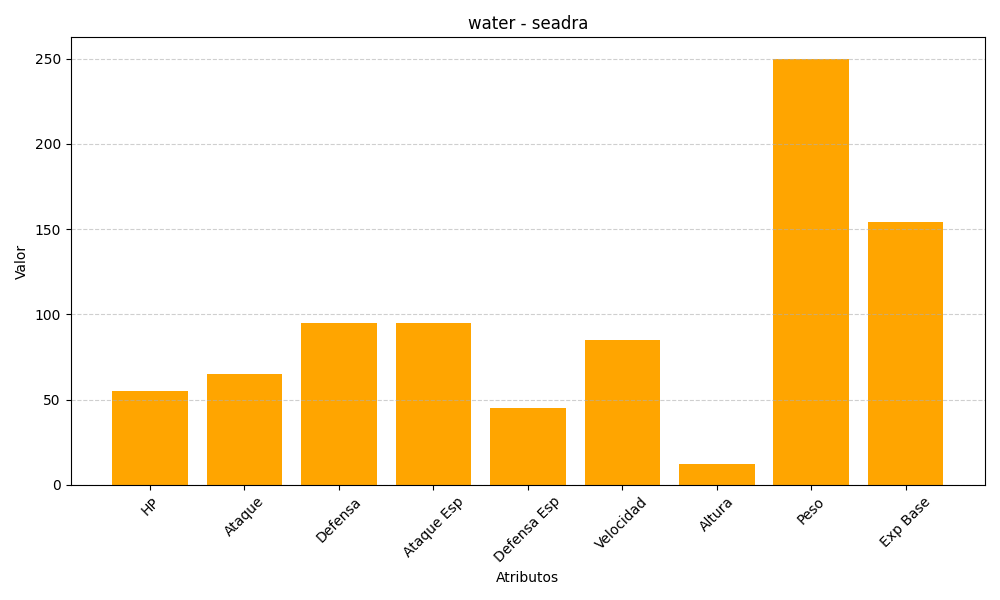 water - seadra
Valor
250
200
150
100
50
0
HP
Ataque
Defensa
Ataque Esp
Defensa Esp
Velocidad
Altura
Peso
Exp Base
Atributos